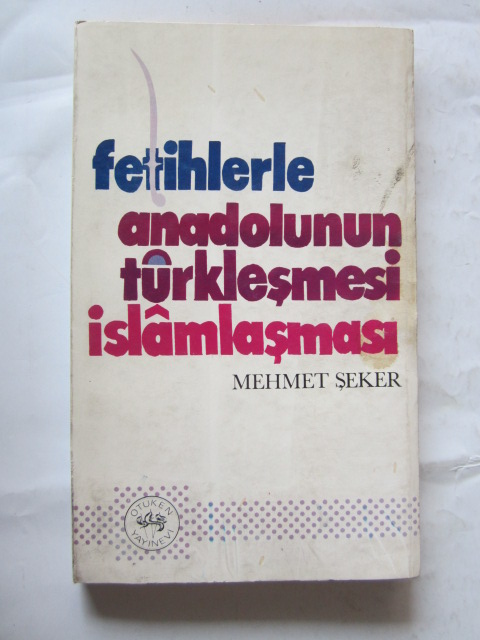 fetihlerle
anadolunun
türkleşmesi
islâmlaşması
MEHMET ŞEKER
ÖTÜKEN
YAYINEVİ